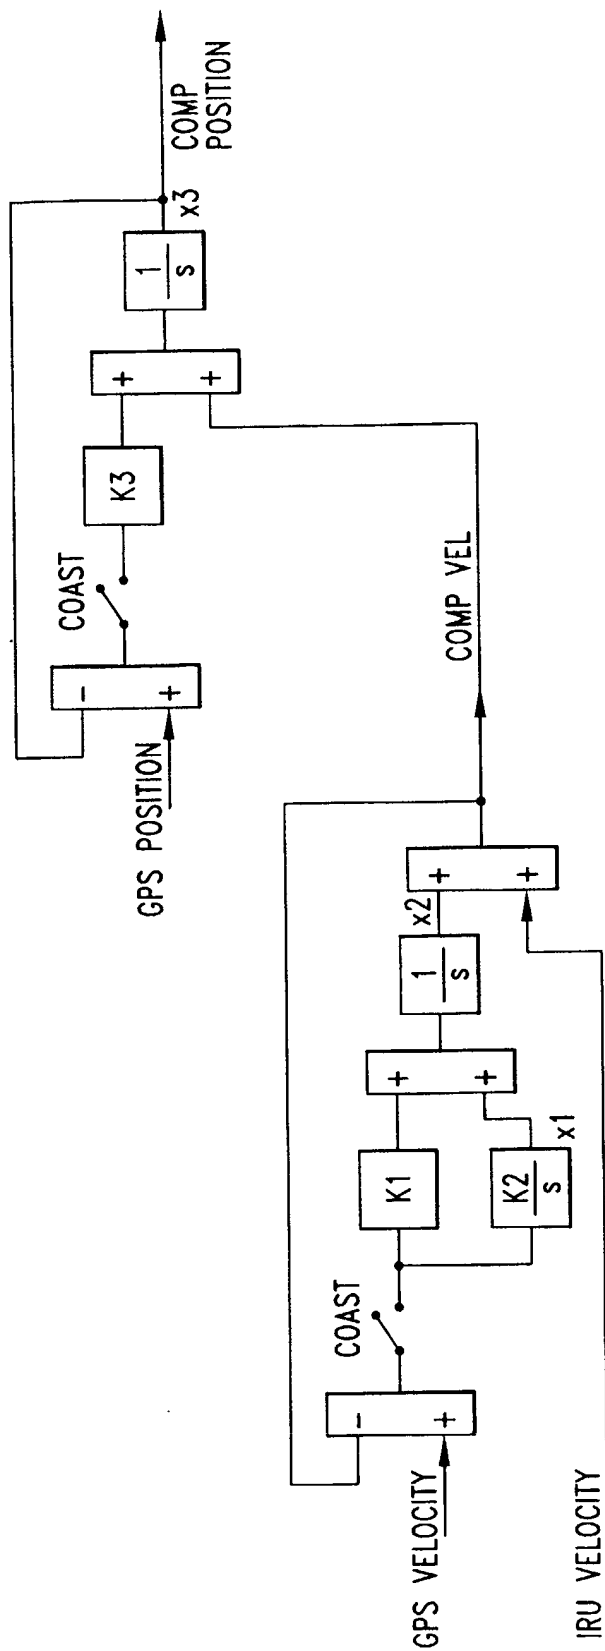 GPS POSITION
-
+
COAST
K3
+
+
1
s
x3
COMP
POSITION
GPS VELOCITY
-
+
COAST
K1
K2
s
x1
+
+
1
s
x2
+
+
COMP VEL
IRU VELOCITY